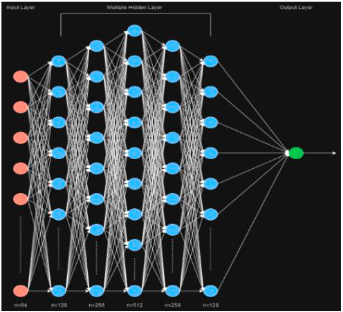 Input Layer
Multiple Hidden Layer
Output Layer
n=64
n=128
n=256
n=512
n=256
n=128